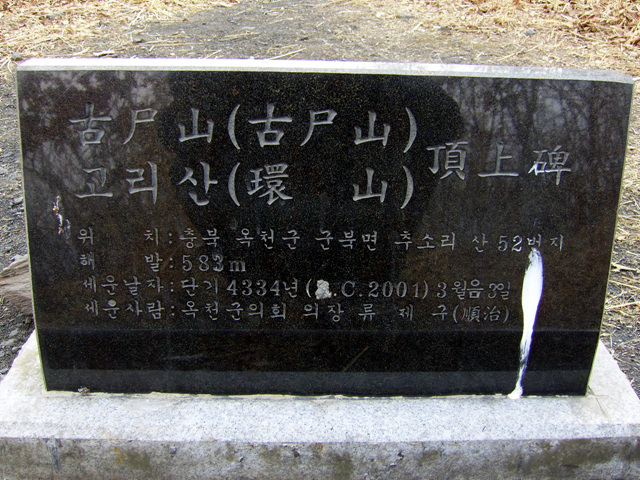 古尸山(古尸山)
고리산(環 山)
頂上碑
위 치:충북 옥천군 군북면 추소리 산 52번지
해 발:583m
세운날자:단기 4334년( .C.2001) 3월 3일
세운사람:옥천군의회 의장 류 제 구(順治)